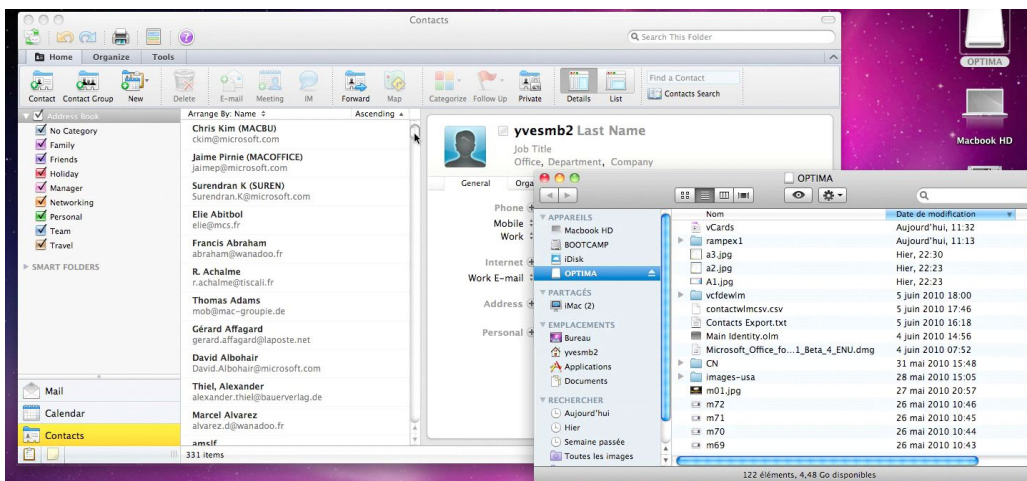 Contacts
Search This Folder
Home Organize Tools
Contact Contact Group New Delete E-mail Meeting IM Forward Map Categorize Follow Up Private Details List
Find a Contact
Contacts Search
Address Book
No Category
Family
Friends
Holiday
Manager
Networking
Personal
Team
Travel
SMART FOLDERS
Mail
Calendar
Contacts
Arrange By: Name Ascending
Chris Kim (MACBU)
ckim@microsoft.com
Jaime Pirnie (MACOFFICE)
jaimep@microsoft.com
Surendran K (SUREN)
Surendran.K@microsoft.com
Elie Abitbol
elie@mcs.fr
Francis Abraham
abraham@wanadoo.fr
R. Achalme
r.achalme@tiscali.fr
Thomas Adams
mob@mac-groupie.de
Gérard Affagard
gerard.affagard@laposte.net
David Albohair
David.Albohair@microsoft.com
Thiel, Alexander
alexander.thiel@bauerverlag.de
Marcel Alvarez
alvarez.d@wanadoo.fr
amslf
331 items
yvesmb2 Last Name
Job Title
Office, Department, Company
General Orga
Phone
Mobile
Work
Internet
Work E-mail
Address
Personal
OPTIMA
Macbook HD
OPTIMA
APPAREILS
Macbook HD
BOOTCAMP
iDisk
OPTIMA
PARTAGÉS
iMac (2)
EMPLACEMENTS
Bureau
yvesmb2
Applications
Documents
RECHERCHER
Aujourd'hui
Hier
Semaine passée
Toutes les images
Nom Date de modification
vCards Aujourd'hui, 11:32
rampex1 Aujourd'hui, 11:13
a3.jpg Hier, 22:30
a2.jpg Hier, 22:23
A1.jpg Hier, 22:23
vcfdewlm 5 juin 2010 18:00
contactwlmcsv.csv 5 juin 2010 17:46
Contacts Export.txt 5 juin 2010 16:18
Main Identity.olm 4 juin 2010 14:56
Microsoft_Office_fo...1_Beta_4_ENU.dmg 4 juin 2010 07:52
CN 31 mai 2010 15:48
images-usa 28 mai 2010 15:05
m01.jpg 27 mai 2010 20:57
m72 26 mai 2010 10:46
m71 26 mai 2010 10:45
m70 26 mai 2010 10:44
m69 26 mai 2010 10:43
122 éléments, 4,48 Go disponibles